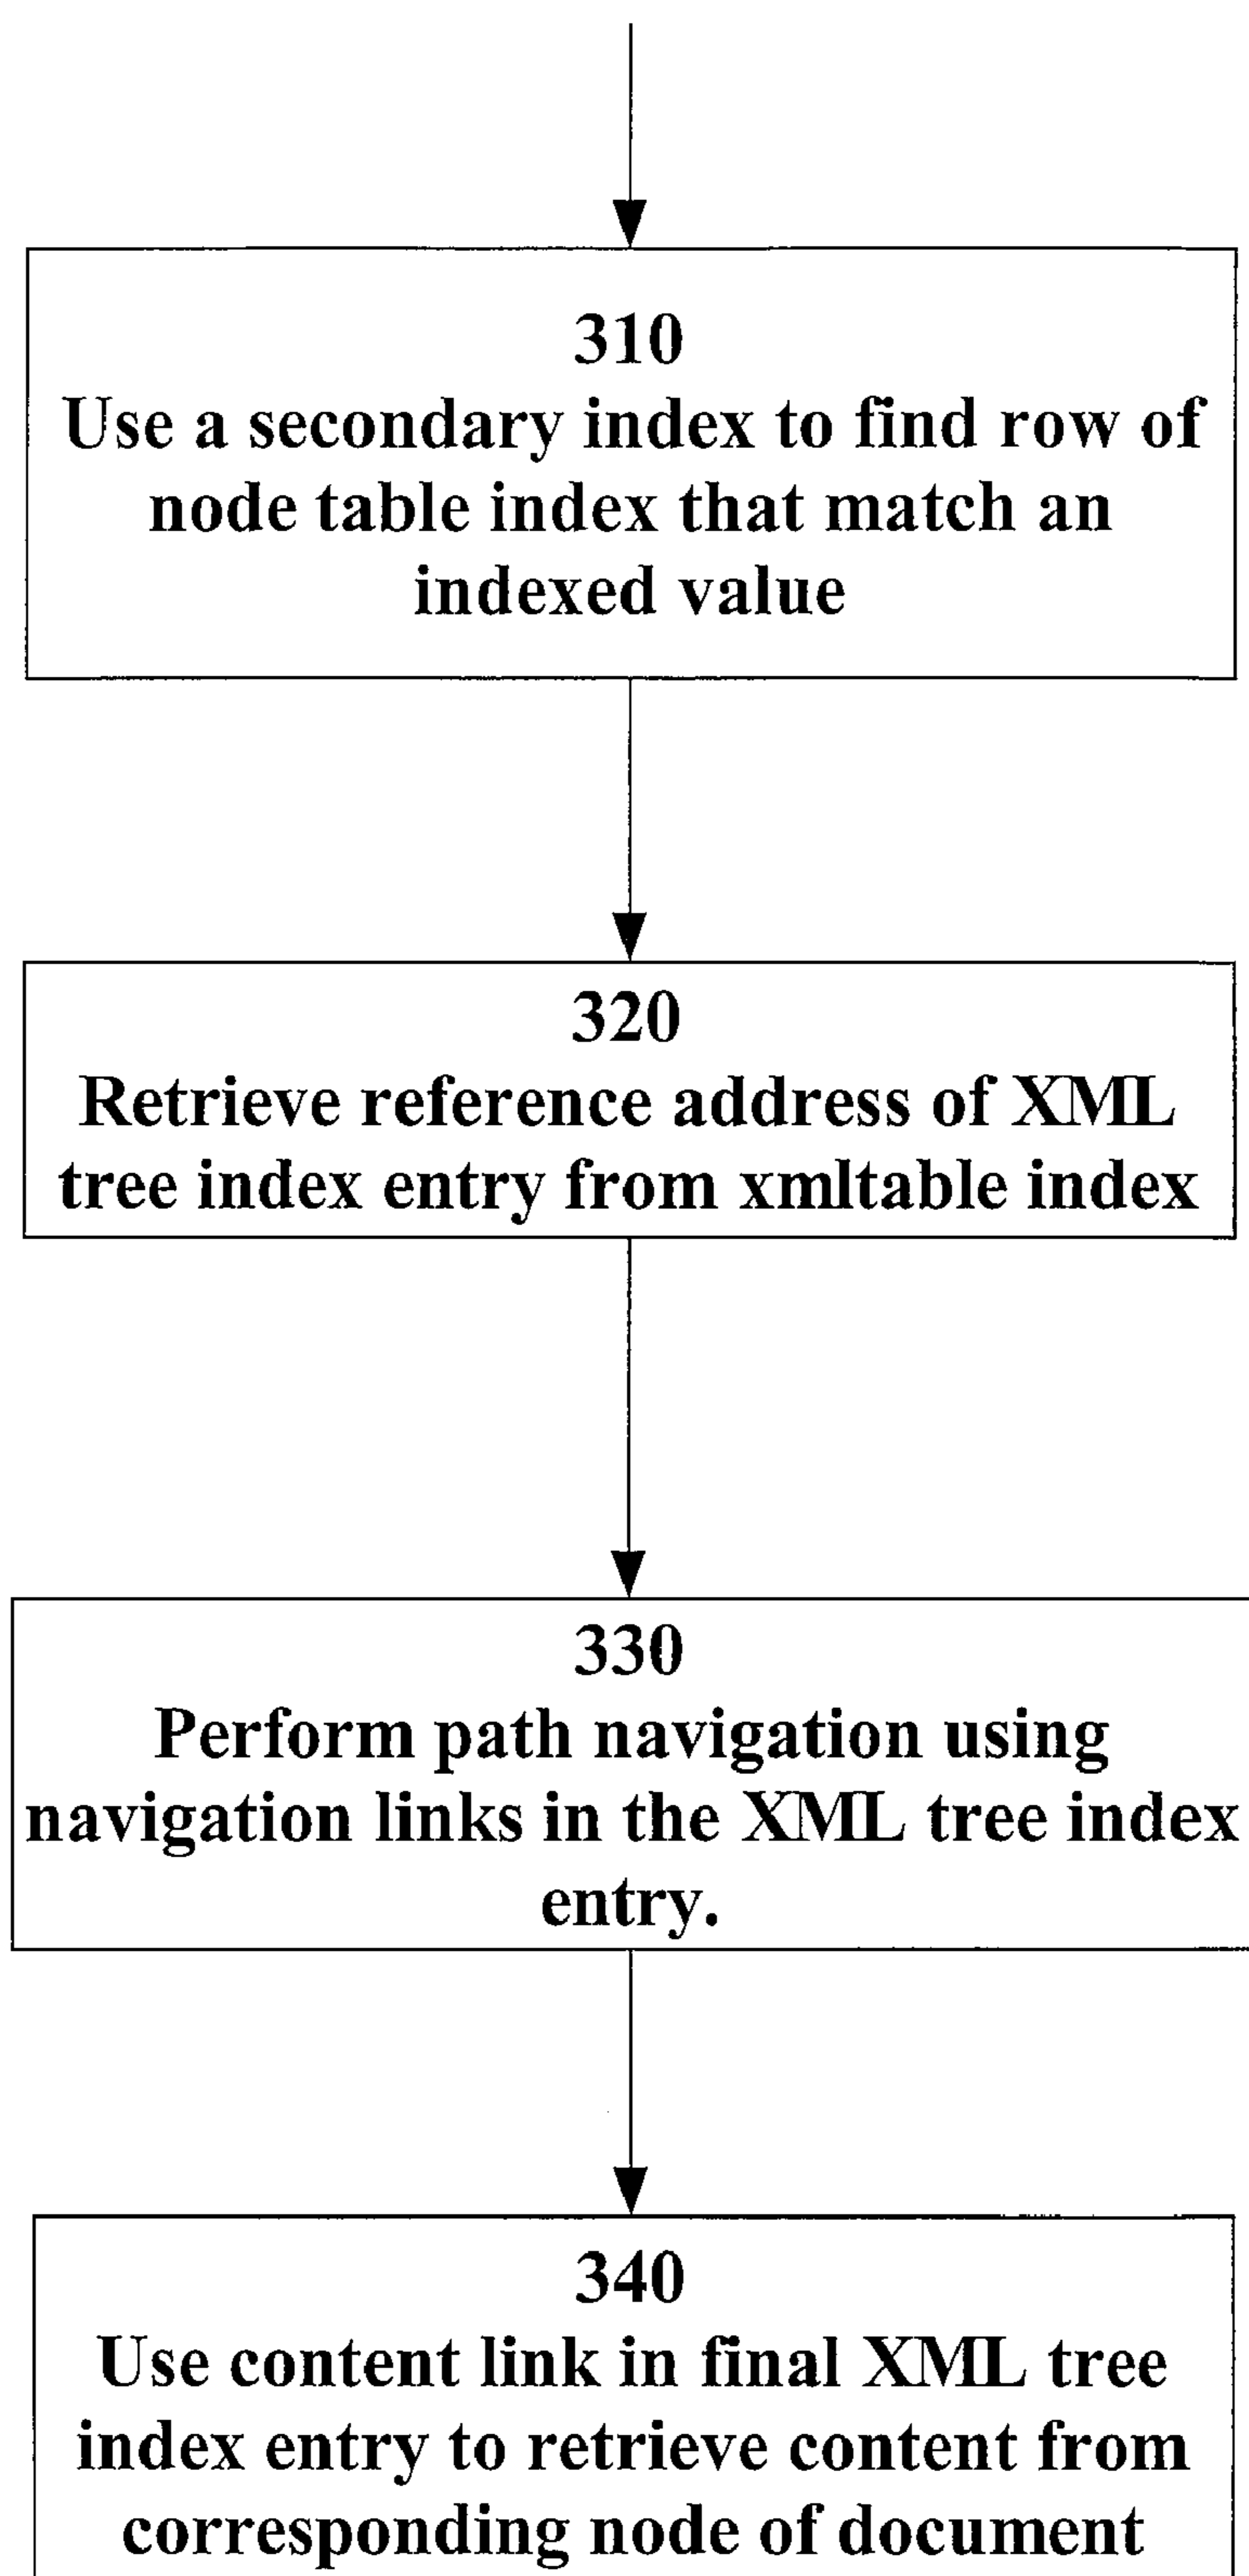 310
Use a secondary index to find row of
node table index that match an
indexed value
320
Retrieve reference address of XML
tree index entry from xmltable index
330
Perform path navigation using
navigation links in the XML tree index
entry.
340
Use content link in final XML tree
index entry to retrieve content from
corresponding node of document